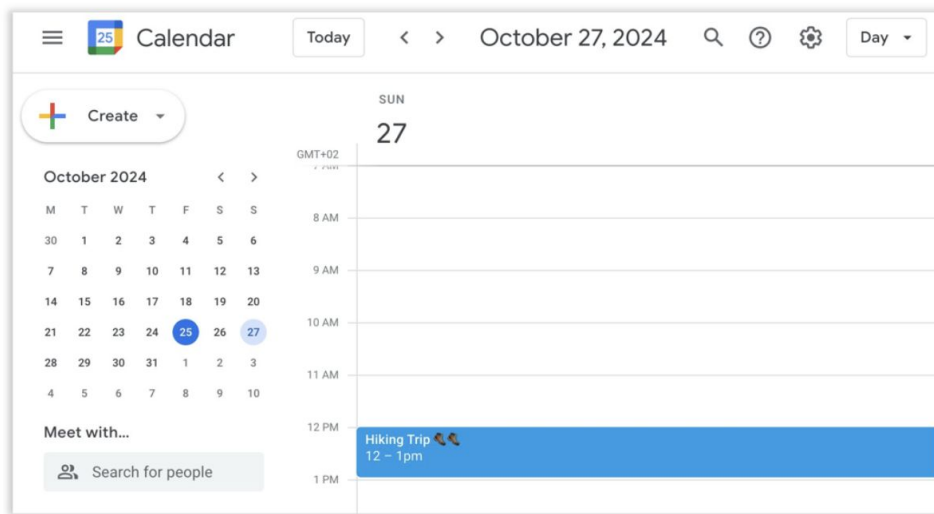 25 Calendar Today October 27, 2024 Day
Create
October 2024
M T W T F S S
30 1 2 3 4 5 6
7 8 9 10 11 12 13
14 15 16 17 18 19 20
21 22 23 24 25 26 27
28 29 30 31 1 2 3
4 5 6 7 8 9 10
Meet with...
Search for people
SUN
27
GMT+02
7 AM
8 AM
9 AM
10 AM
11 AM
12 PM
Hiking Trip 🥾🥾
12 – 1pm
1 PM